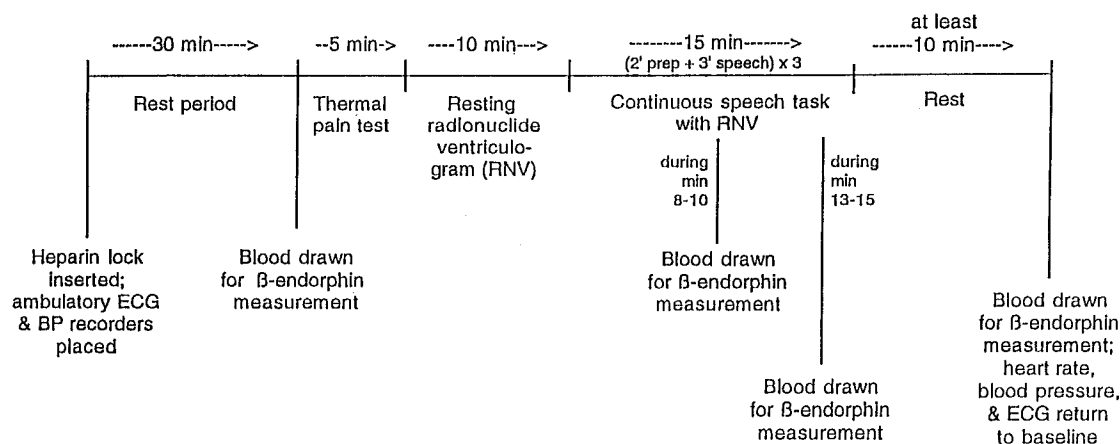 ------30 min----->
Rest period
--5 min->
Thermal
pain test
----10 min--->
Resting
radionuclide
ventriculo-
gram (RNV)
--------15 min------->
(2' prep + 3' speech) x 3
Continuous speech task
with RNV
at least
------10 min---->
Rest
during
min
8-10
during
min
13-15
Heparin lock
inserted;
ambulatory ECG
& BP recorders
placed
Blood drawn
for ß-endorphin
measurement
Blood drawn
for ß-endorphin
measurement
Blood drawn
for ß-endorphin
measurement
Blood drawn
for ß-endorphin
measurement;
heart rate,
blood pressure,
& ECG return
to baseline